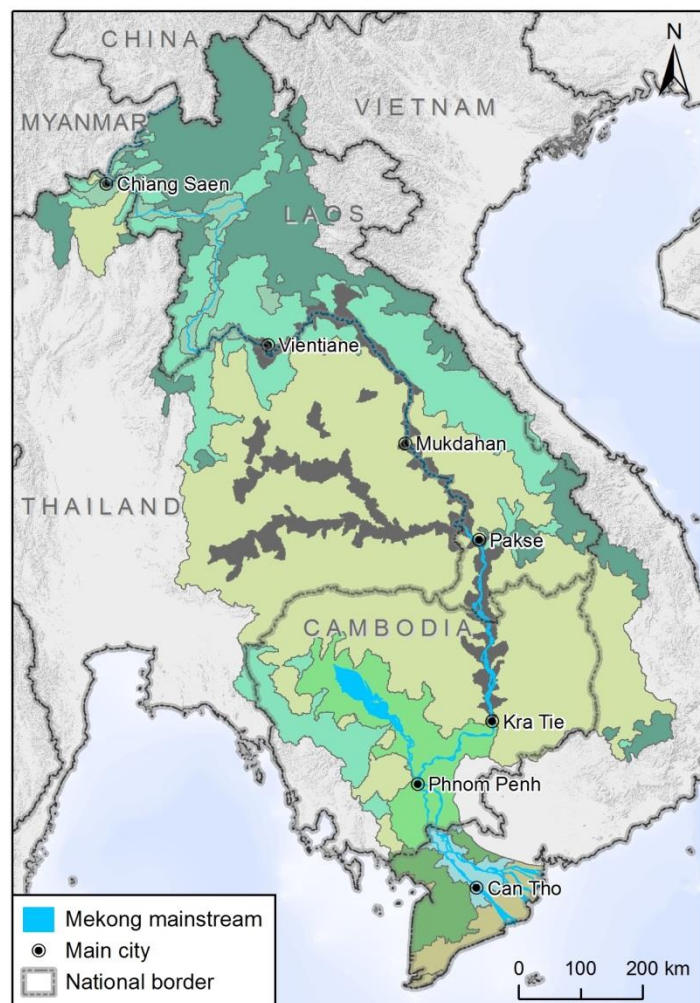 CHINA
N
MYANMAR
VIETNAM
Chiang Saen
LAOS
Vientiane
Mukdahan
THAILAND
Pakse
CAMBODIA
Kra Tie
Phnom Penh
Can Tho
Mekong mainstream
Main city
National border
0 100 200 km